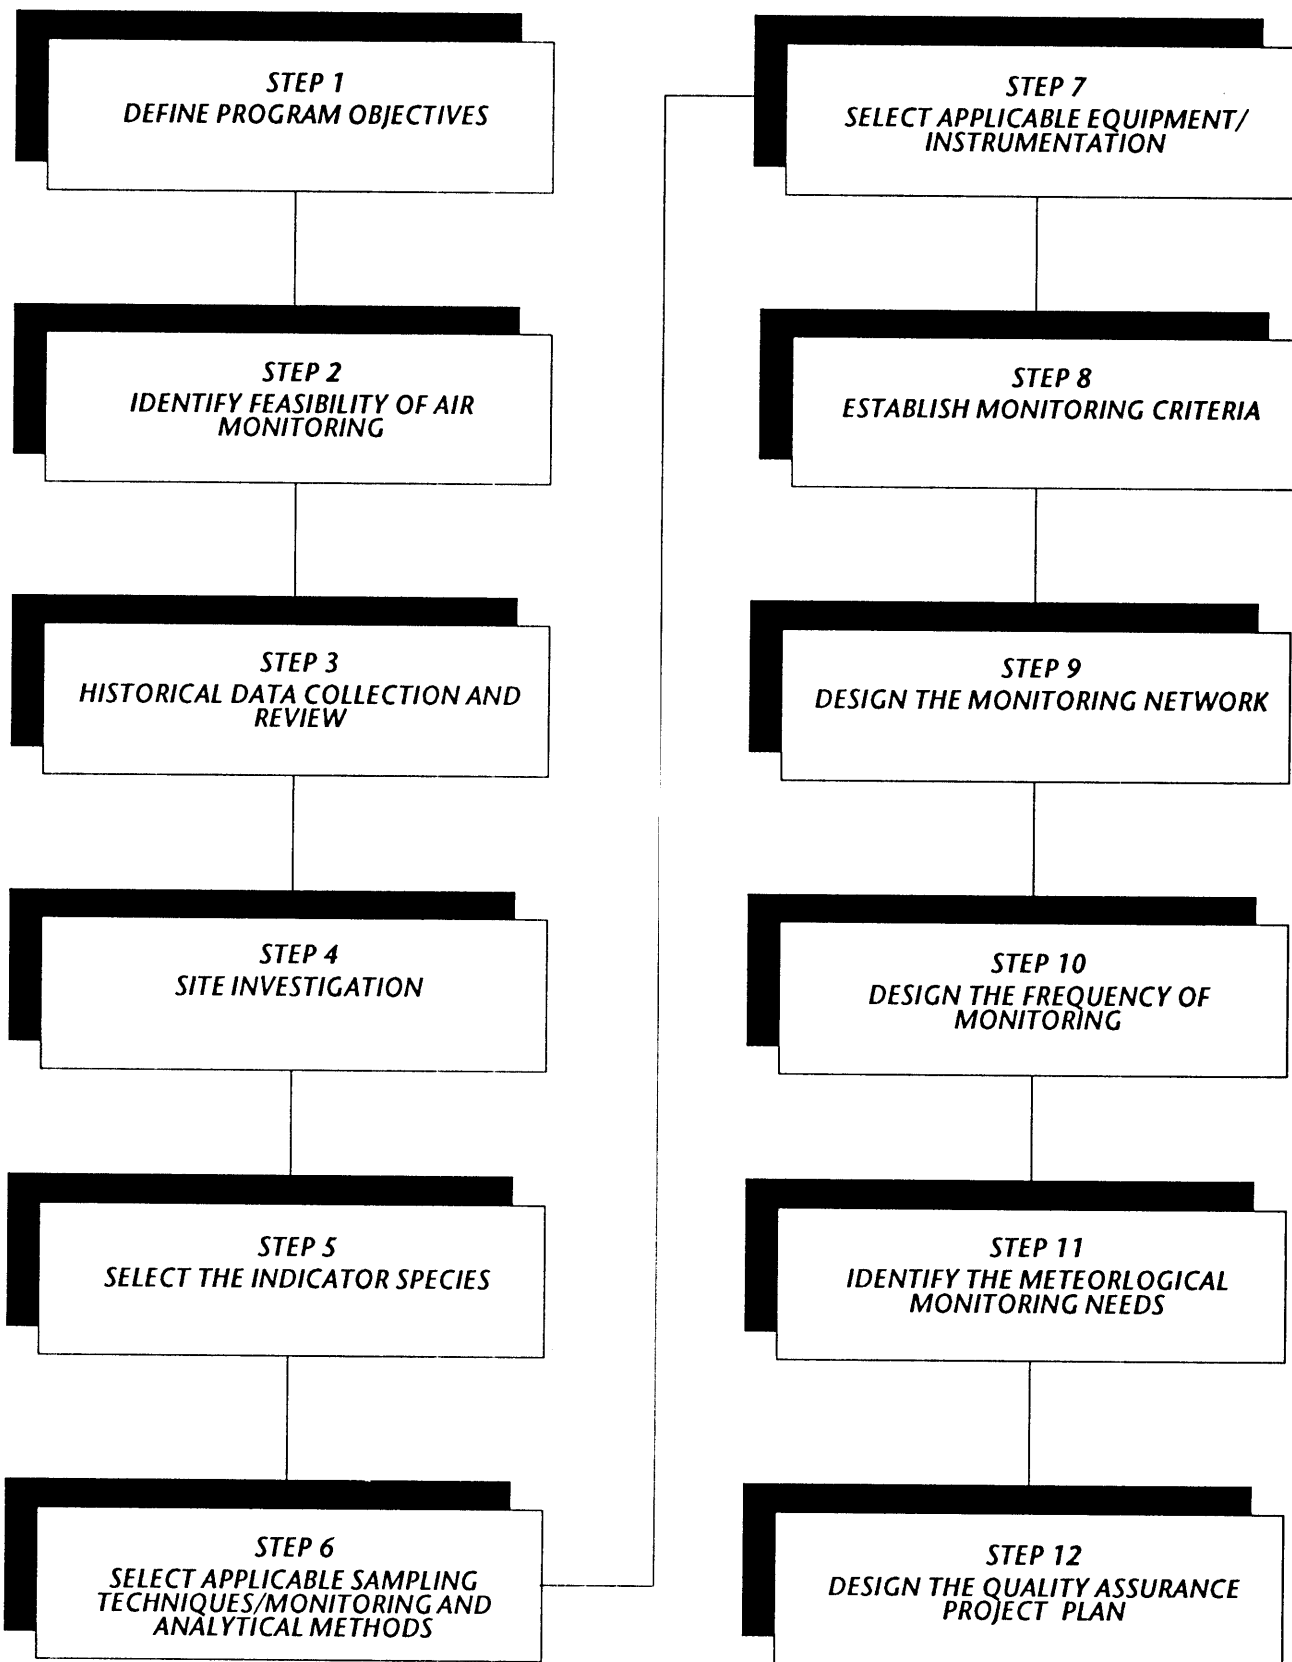 STEP 1
DEFINE PROGRAM OBJECTIVES
STEP 2
IDENTIFY FEASIBILITY OF AIR
MONITORING
STEP 3
HISTORICAL DATA COLLECTION AND
REVIEW
STEP 4
SITE INVESTIGATION
STEP 5
SELECT THE INDICATOR SPECIES
STEP 6
SELECT APPLICABLE SAMPLING
TECHNIQUES/MONITORING AND
ANALYTICAL METHODS
STEP 7
SELECT APPLICABLE EQUIPMENT/
INSTRUMENTATION
STEP 8
ESTABLISH MONITORING CRITERIA
STEP 9
DESIGN THE MONITORING NETWORK
STEP 10
DESIGN THE FREQUENCY OF
MONITORING
STEP 11
IDENTIFY THE METEORLOGICAL
MONITORING NEEDS
STEP 12
DESIGN THE QUALITY ASSURANCE
PROJECT PLAN